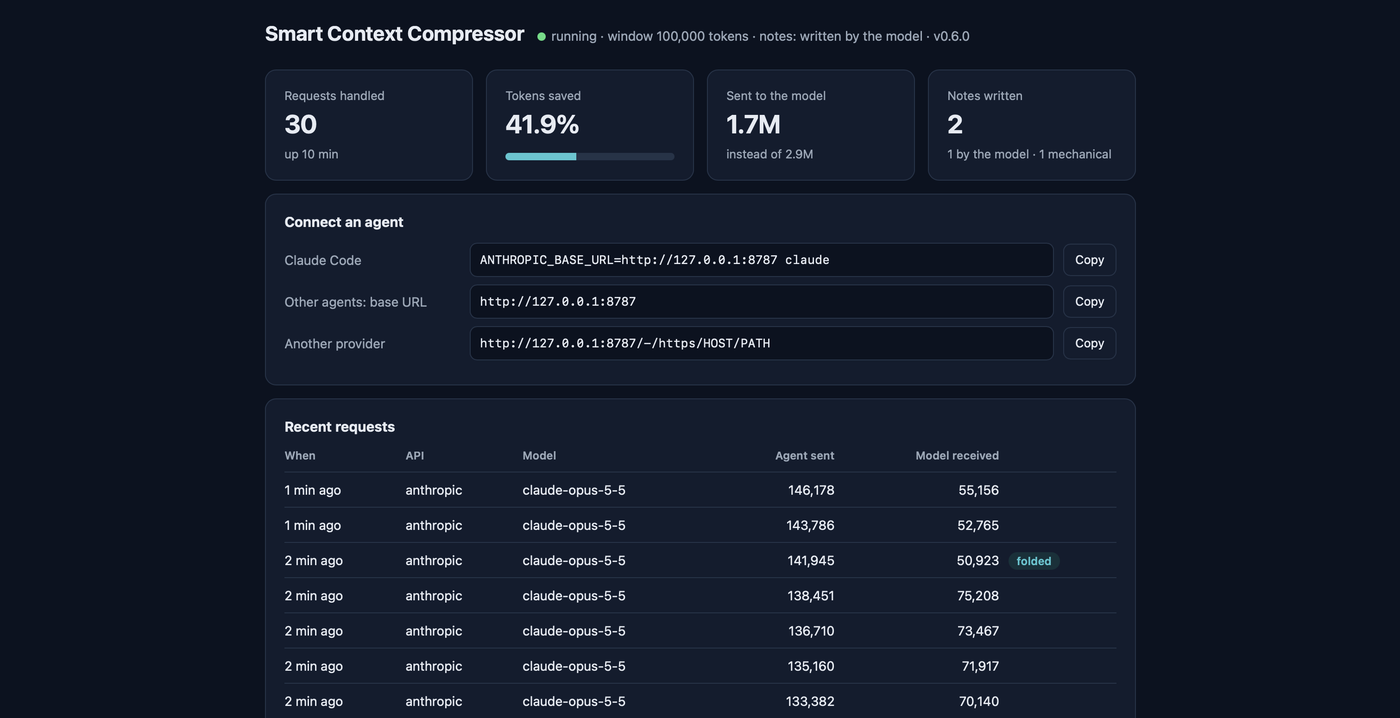 Smart Context Compressor running · window 100,000 tokens · notes: written by the model · v0.6.0
Requests handled
30
up 10 min
Tokens saved
41.9%
Sent to the model
1.7M
instead of 2.9M
Notes written
2
1 by the model · 1 mechanical
Connect an agent
Claude Code ANTHROPIC_BASE_URL=http://127.0.0.1:8787 claude Copy
Other agents: base URL http://127.0.0.1:8787 Copy
Another provider http://127.0.0.1:8787/~/https/HOST/PATH Copy
Recent requests
When API Model Agent sent Model received
1 min ago anthropic claude-opus-5-5 146,178 55,156
1 min ago anthropic claude-opus-5-5 143,786 52,765
2 min ago anthropic claude-opus-5-5 141,945 50,923 folded
2 min ago anthropic claude-opus-5-5 138,451 75,208
2 min ago anthropic claude-opus-5-5 136,710 73,467
2 min ago anthropic claude-opus-5-5 135,160 71,917
2 min ago anthropic claude-opus-5-5 133,382 70,140